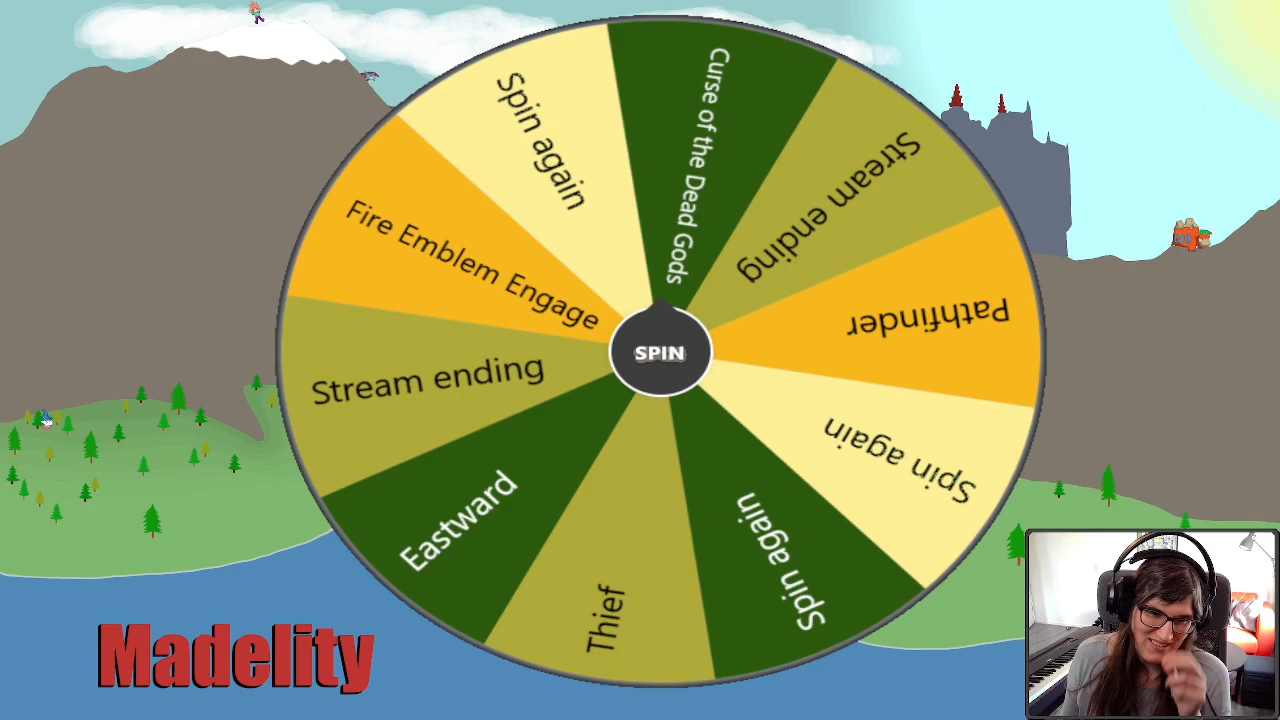 Curse of the Dead Gods
Stream ending
Pathfinder
Spin again
Spin again
Thief
Eastward
Stream ending
Fire Emblem Engage
Spin again
SPIN
Madelity